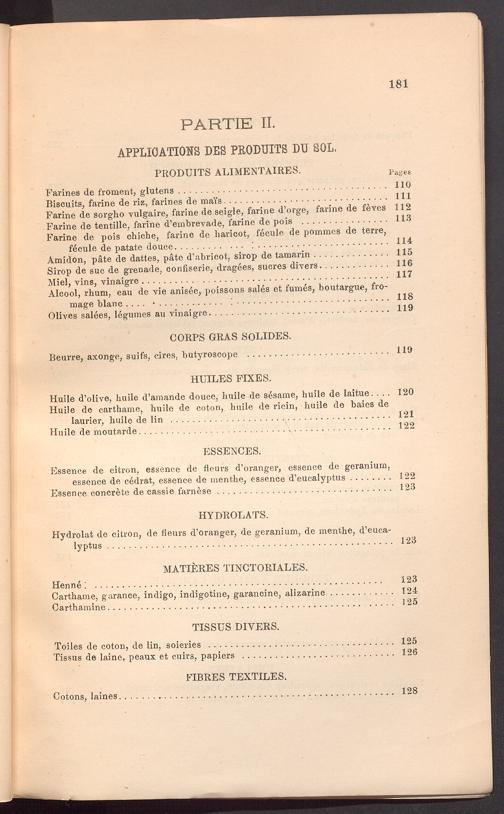 181
PARTIE II.
APPLICATIONS DES PRODUITS DU SOL.
PRODUITS ALIMENTAIRES.
Pages
Farines de froment, glutens . . . . . . . . . . 110
Biscuits, farine de riz, farines de maïs . . . . . . . . . . 111
Farine de sorgho vulgaire, farine de seigle, farine d'orge, farine de fèves 112
Farine de tentille, farine d'embrevade, farine de pois . . . . . . . . . . 113
Farine de pois chiche, farine de haricot, fécule de pommes de terre,
fécule de patate douce . . . . . . . . . . 114
Amidon, pâte de dattes, pâte d'abricot, sirop de tamarin . . . . . . . . . . 115
Sirop de suc de grenade, confiserie, dragées, sucres divers . . . . . . . . . . 116
Miel, vins, vinaigre . . . . . . . . . . 117
Alcool, rhum, eau de vie anisée, poissons salés et fumés, boutargue, fro-
mage blanc . . . . . . . . . . 118
Olives salées, légumes au vinaigre . . . . . . . . . . 119
CORPS GRAS SOLIDES.
Beurre, axonge, suifs, cires, butyroscope . . . . . . . . . . 119
HUILES FIXES.
Huile d'olive, huile d'amande douce, huile de sésame, huile de laitue . . . . 120
Huile de carthame, huile de coton, huile de ricin, huile de baies de
laurier, huile de lin . . . . . . . . . . 121
Huile de moutarde . . . . . . . . . . 122
ESSENCES.
Essence de citron, essence de fleurs d'oranger, essence de geranium,
essence de cédrat, essence de menthe, essence d'eucalyptus . . . . . . . . 122
Essence concrète de cassie farnèse . . . . . . . . . . 123
HYDROLATS.
Hydrolat de citron, de fleurs d'oranger, de geranium, de menthe, d'euca-
lyptus . . . . . . . . . . 123
MATIÈRES TINCTORIALES.
Henné . . . . . . . . . . 123
Carthame, garance, indigo, indigotine, garancine, alizarine . . . . . . . . . . 124
Carthamine . . . . . . . . . . 125
TISSUS DIVERS.
Toiles de coton, de lin, soieries . . . . . . . . . . 125
Tissus de laine, peaux et cuirs, papiers . . . . . . . . . . 126
FIBRES TEXTILES.
Cotons, laines . . . . . . . . . . 128